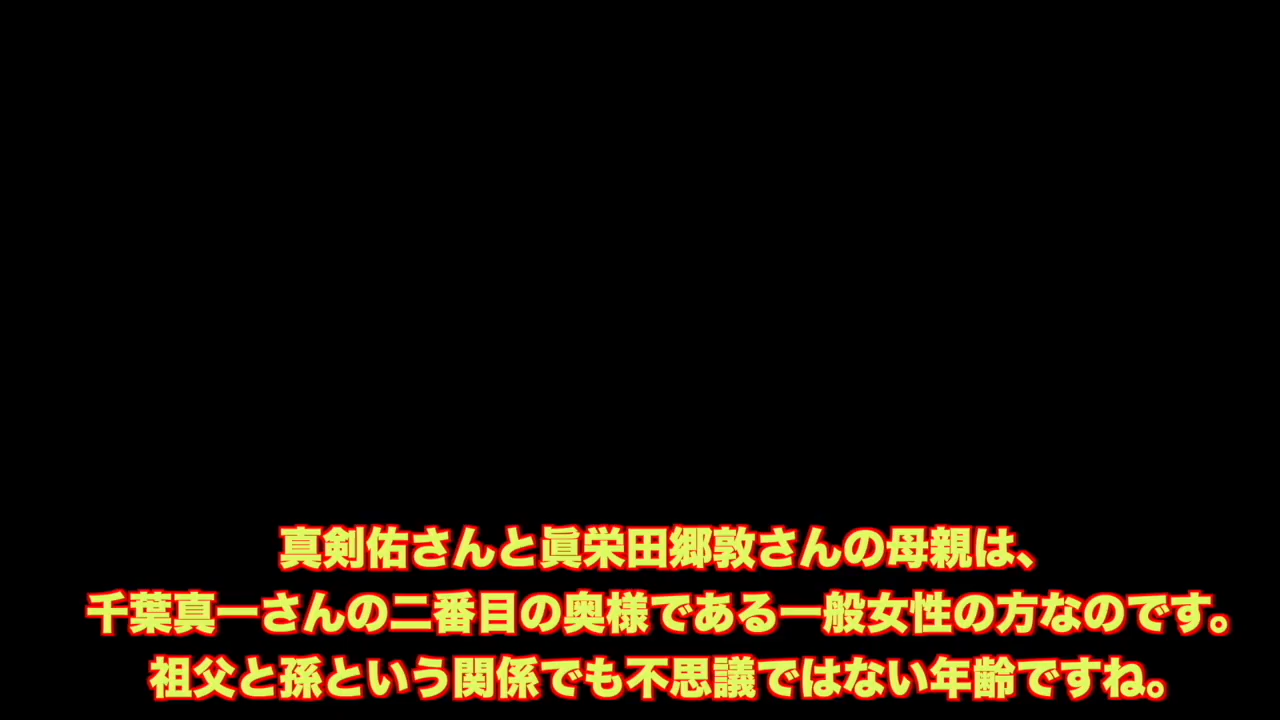 真剣佑さんと眞栄田郷敦さんの母親は、
千葉真一さんの二番目の奥様である一般女性の方なのです。
祖父と孫という関係でも不思議ではない年齢ですね。